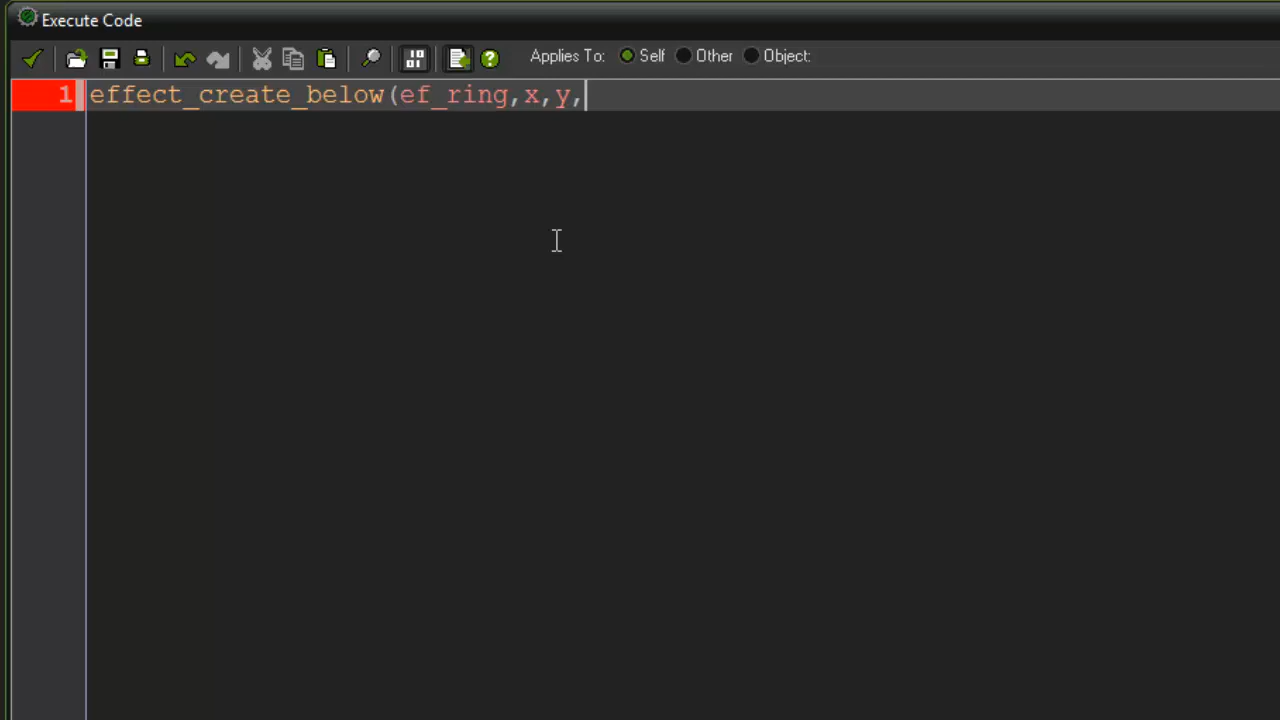 Execute Code
Applies To: Self Other Object:
1 effect_create_below(ef_ring,x,y,